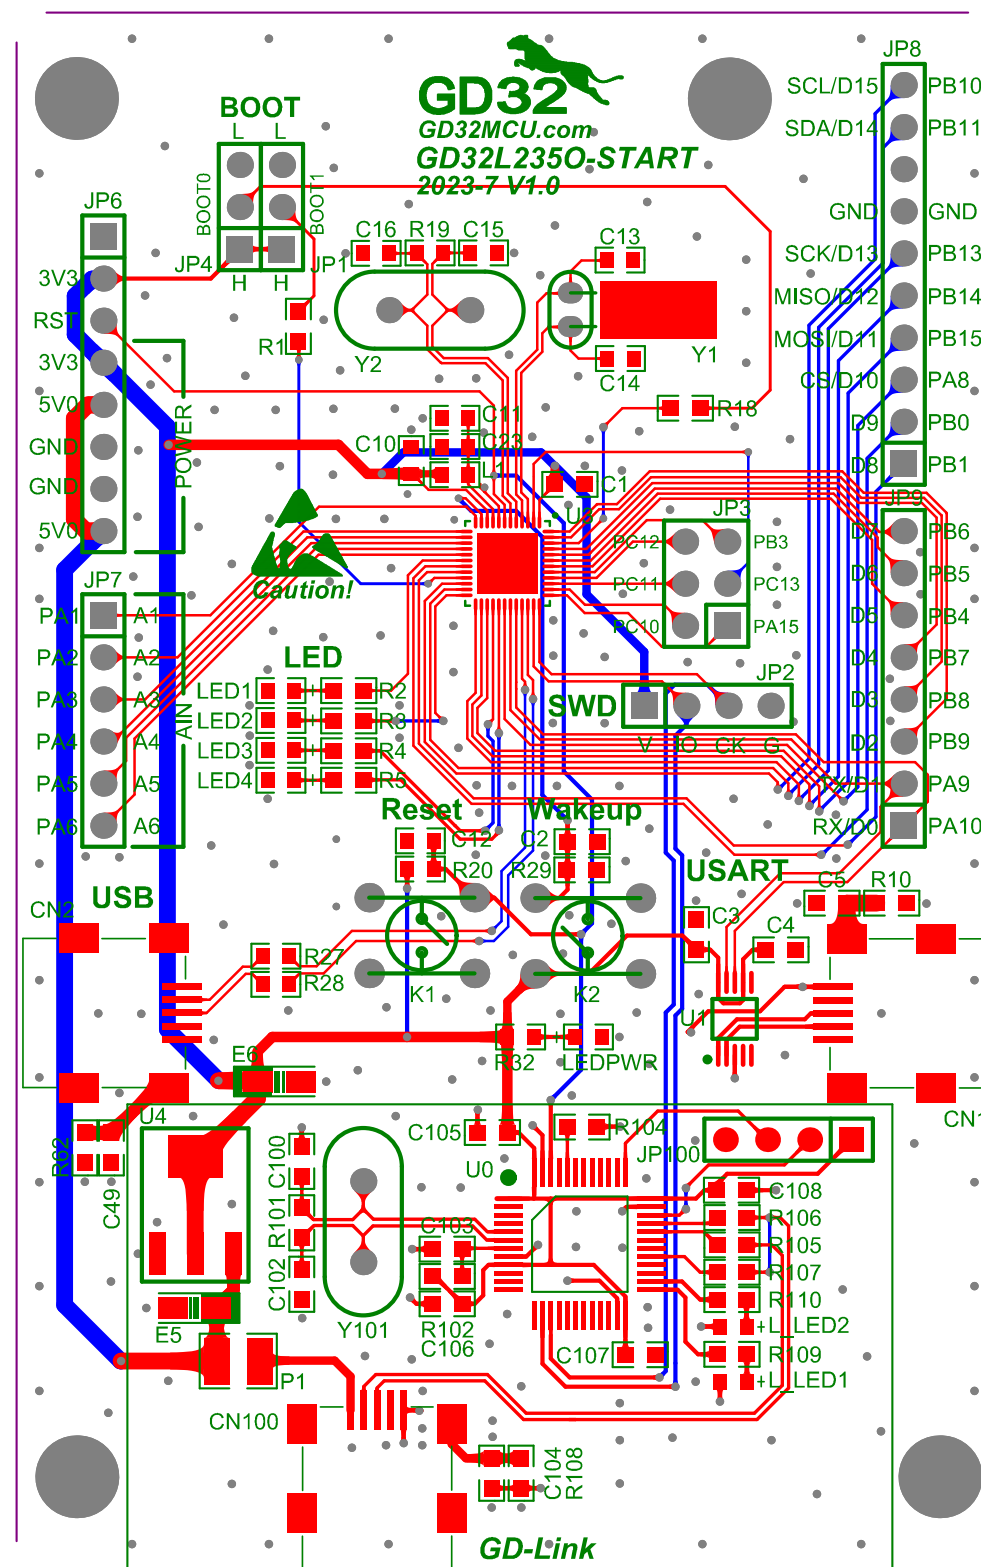 GD32
GD32MCU.com
GD32L235O-START
2023-7 V1.0
BOOT
L L
BOOT0
BOOT1
JP4
JP1
H H
JP6
3V3
RST
3V3
5V0
GND
GND
5V0
POWER
JP8
SCL/D15 PB10
SDA/D14 PB11
GND GND
SCK/D13 PB13
MISO/D12 PB14
MOSI/D11 PB15
CS/D10 PA8
D9 PB0
D8 PB1
JP9
D7 PB6
D6 PB5
D5 PB4
D4 PB7
D3 PB8
D2 PB9
TX/D1 PA9
RX/D0 PA10
C16 R19 C15
Y2
C13
Y1
C14
R1
R18
C11
C10
C23
L1
C1
JP3
PC12 PB3
PC11 PC13
PC10 PA15
Caution!
JP7
PA1 A1
PA2 A2
PA3 A3
PA4 A4
PA5 A5
PA6 A6
AIN
LED
LED1 + R2
LED2 + R3
LED3 + R4
LED4 + R5
SWD
JP2
V IO CK G
Reset
C12
R20
K1
Wakeup
C2
R29
K2
USB
CN2
R27
R28
USART
C5 R10
C3
C4
U1
CN1
E6
R32
+
LEDPWR
U4
R62
C49
E5
P1
C100
R101
C102
Y101
C105
U0
R104
JP100
C103
R102
C106
C108
R106
R105
R107
R110
+L_LED2
R109
+L_LED1
C107
CN100
C104
R108
GD-Link